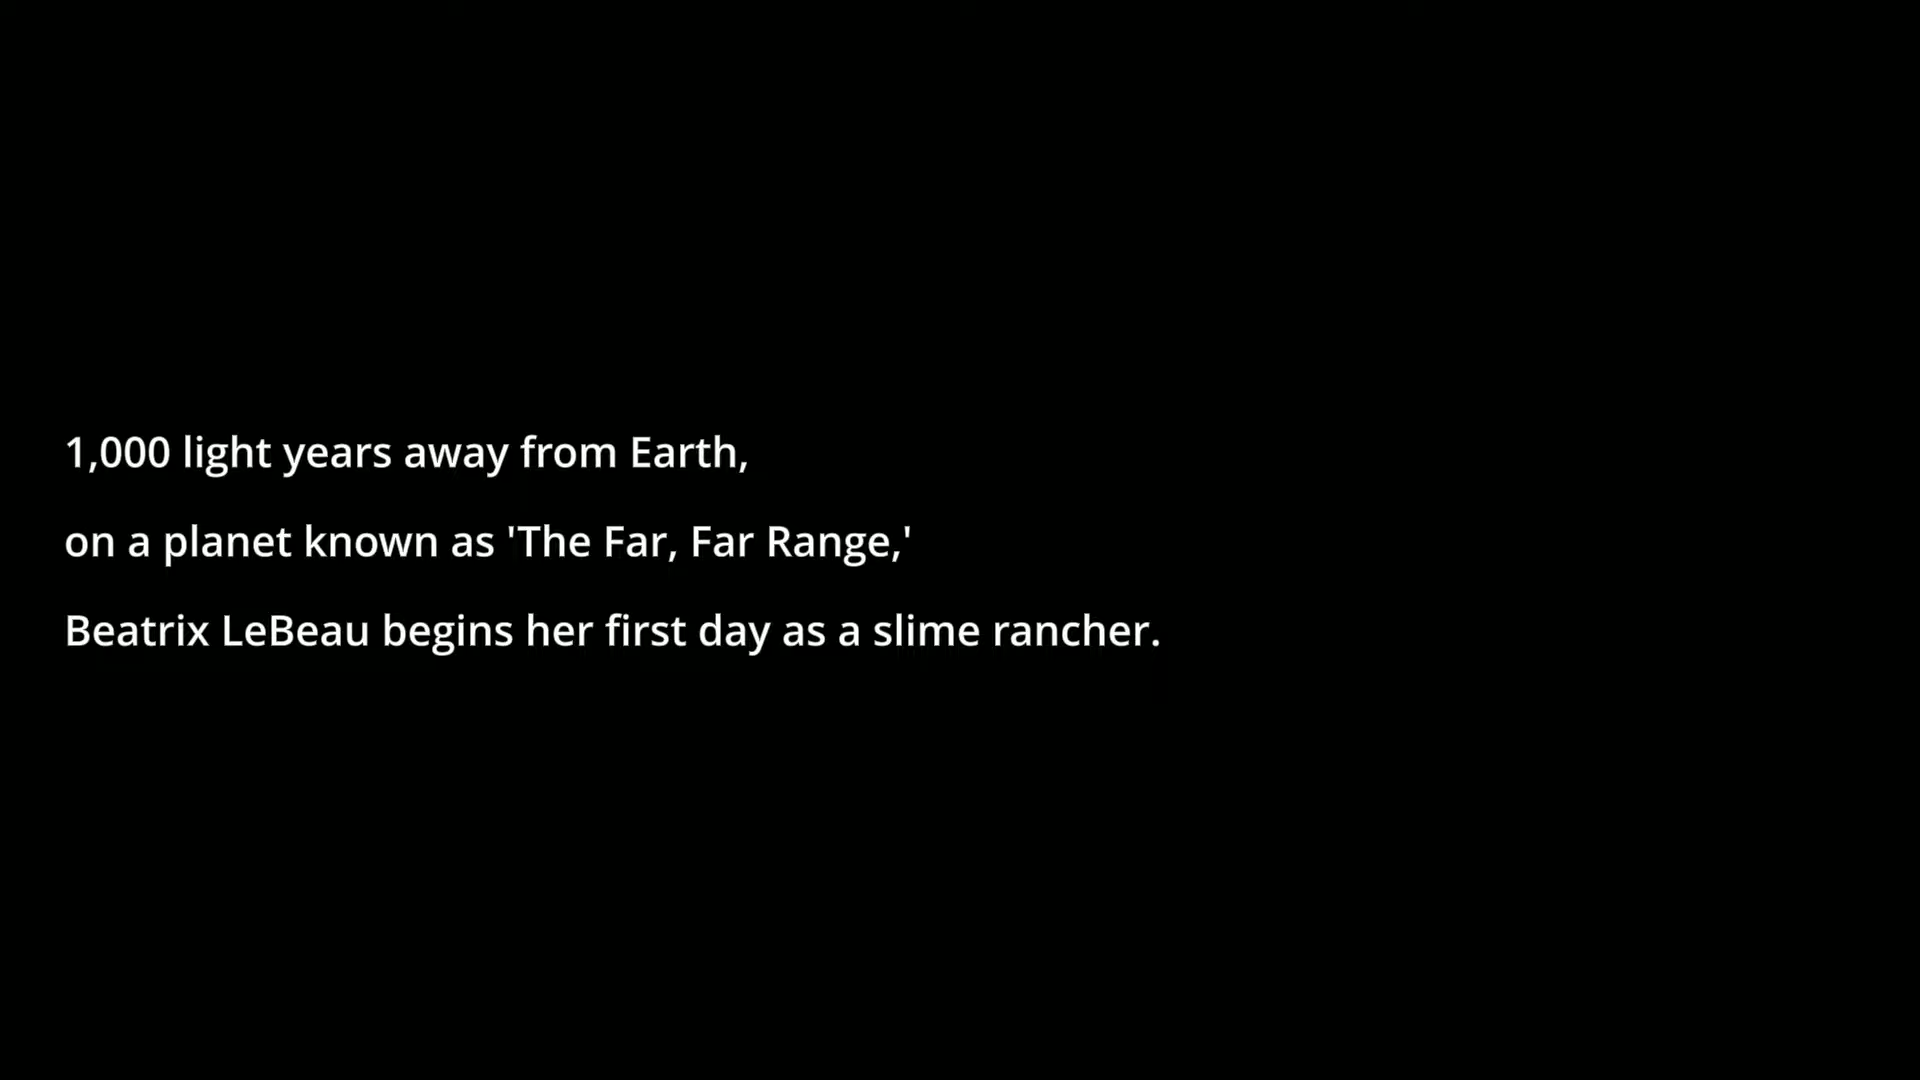 1,000 light years away from Earth,
on a planet known as 'The Far, Far Range,'
Beatrix LeBeau begins her first day as a slime rancher.